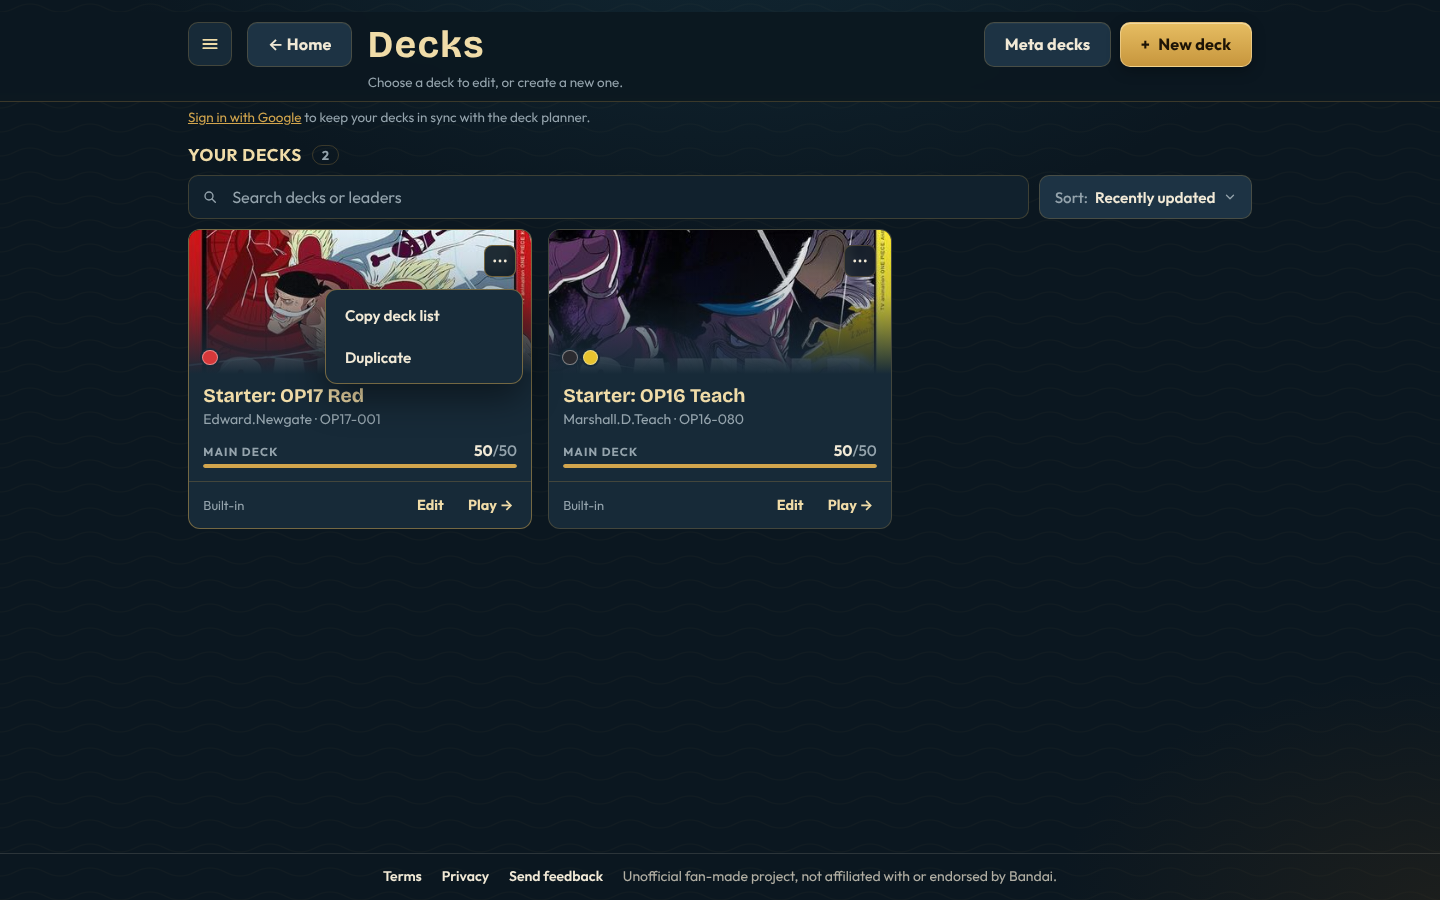 ← Home
Decks
Meta decks
+ New deck
Choose a deck to edit, or create a new one.
Sign in with Google to keep your decks in sync with the deck planner.
YOUR DECKS 2
Search decks or leaders
Sort: Recently updated
Copy deck list
Duplicate
Starter: OP17 Red
Edward.Newgate · OP17-001
MAIN DECK 50/50
Built-in Edit Play →
Starter: OP16 Teach
Marshall.D.Teach · OP16-080
MAIN DECK 50/50
Built-in Edit Play →
Terms Privacy Send feedback Unofficial fan-made project, not affiliated with or endorsed by Bandai.